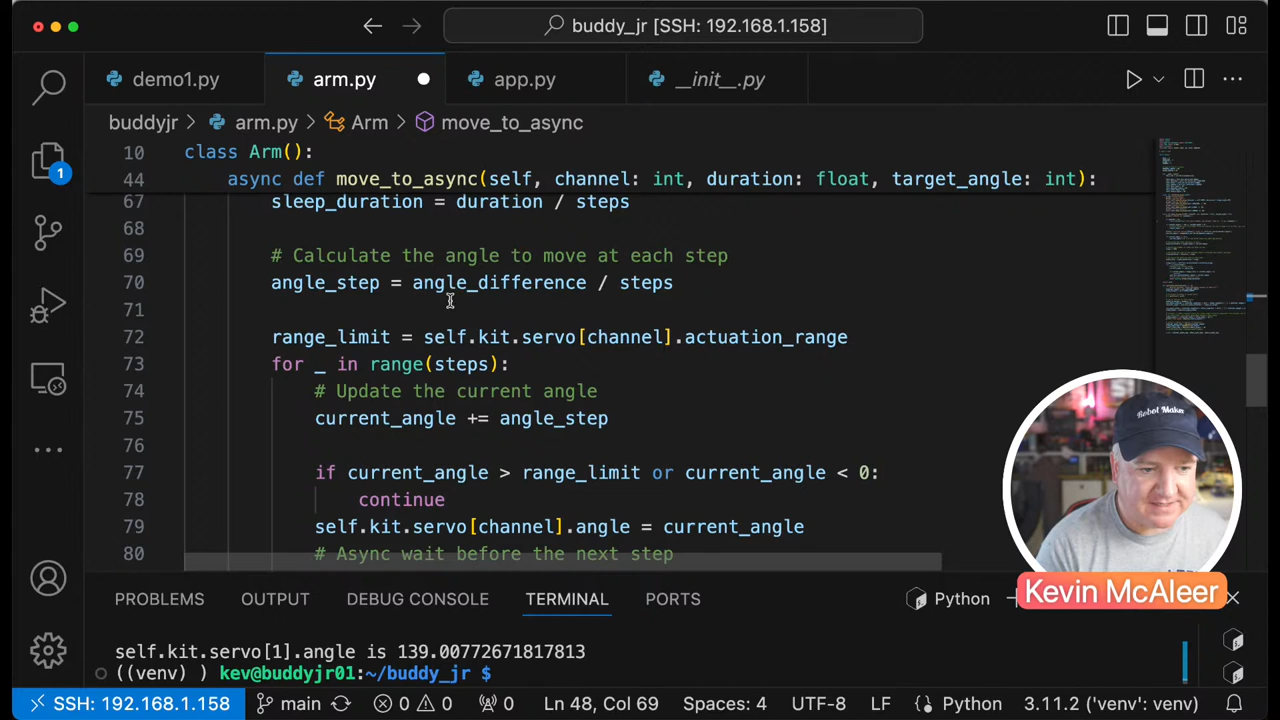 buddy_jr [SSH: 192.168.1.158]
demo1.py
arm.py
app.py
__init__.py
buddyjr > arm.py > Arm > move_to_async
10 class Arm():
44 async def move_to_async(self, channel: int, duration: float, target_angle: int):
67 sleep_duration = duration / steps
68
69 # Calculate the angle to move at each step
70 angle_step = angle_difference / steps
71
72 range_limit = self.kit.servo[channel].actuation_range
73 for _ in range(steps):
74 # Update the current angle
75 current_angle += angle_step
76
77 if current_angle > range_limit or current_angle < 0:
78 continue
79 self.kit.servo[channel].angle = current_angle
80 # Async wait before the next step
1
Robot Maker
Kevin McAleer
PROBLEMS OUTPUT DEBUG CONSOLE TERMINAL PORTS Python
self.kit.servo[1].angle is 139.00772671817813
((venv) ) kev@buddyjr01:~/buddy_jr $
SSH: 192.168.1.158 main 0 0 0 Ln 48, Col 69 Spaces: 4 UTF-8 LF Python 3.11.2 ('venv': venv)